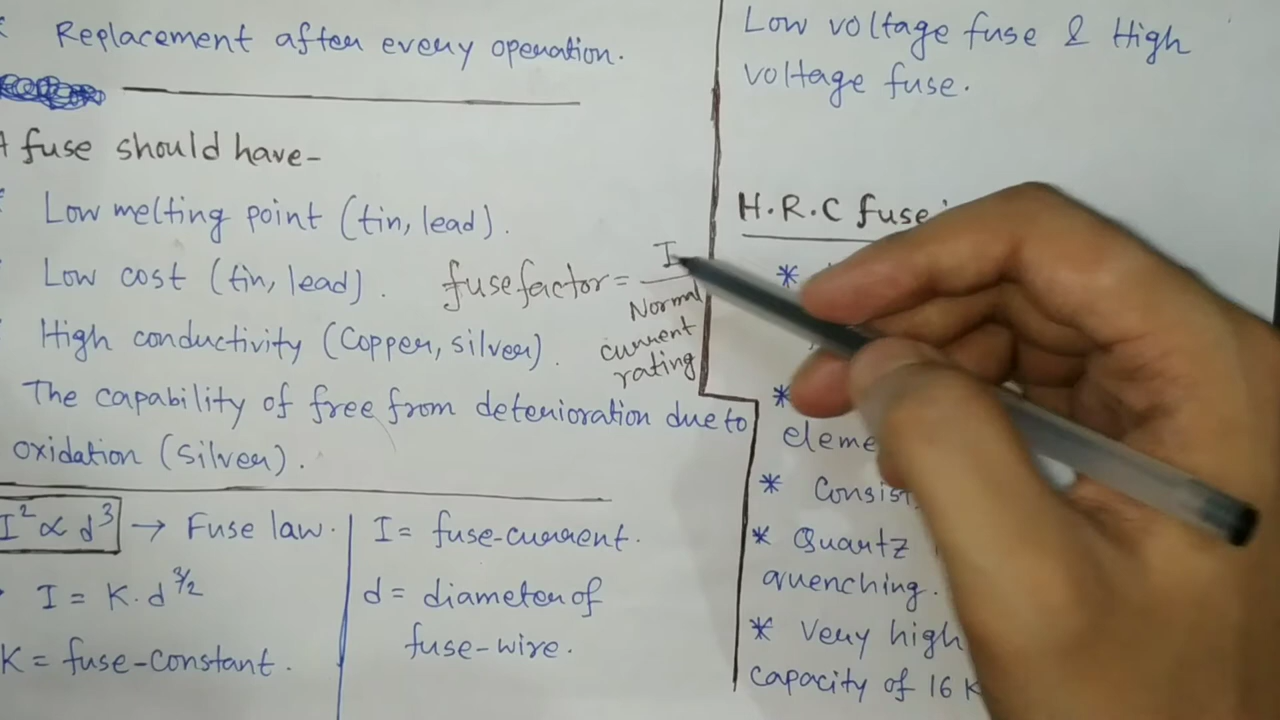 Replacement after every operation.
A fuse should have-
Low melting point (tin, lead).
Low cost (tin, lead).
fuse factor = I
Normal
current
rating
High conductivity (Copper, silver).
The capability of free from deterioration due to
oxidation (Silver).
I² ∝ d³ → Fuse law.
I = K.d^3/2
K = fuse-constant.
I = fuse-current.
d = diameter of
fuse-wire.
Low voltage fuse & High
voltage fuse.
H.R.C fuse
*
*
* Consist
* Quartz
quenching.
* Very high
capacity of 16 K